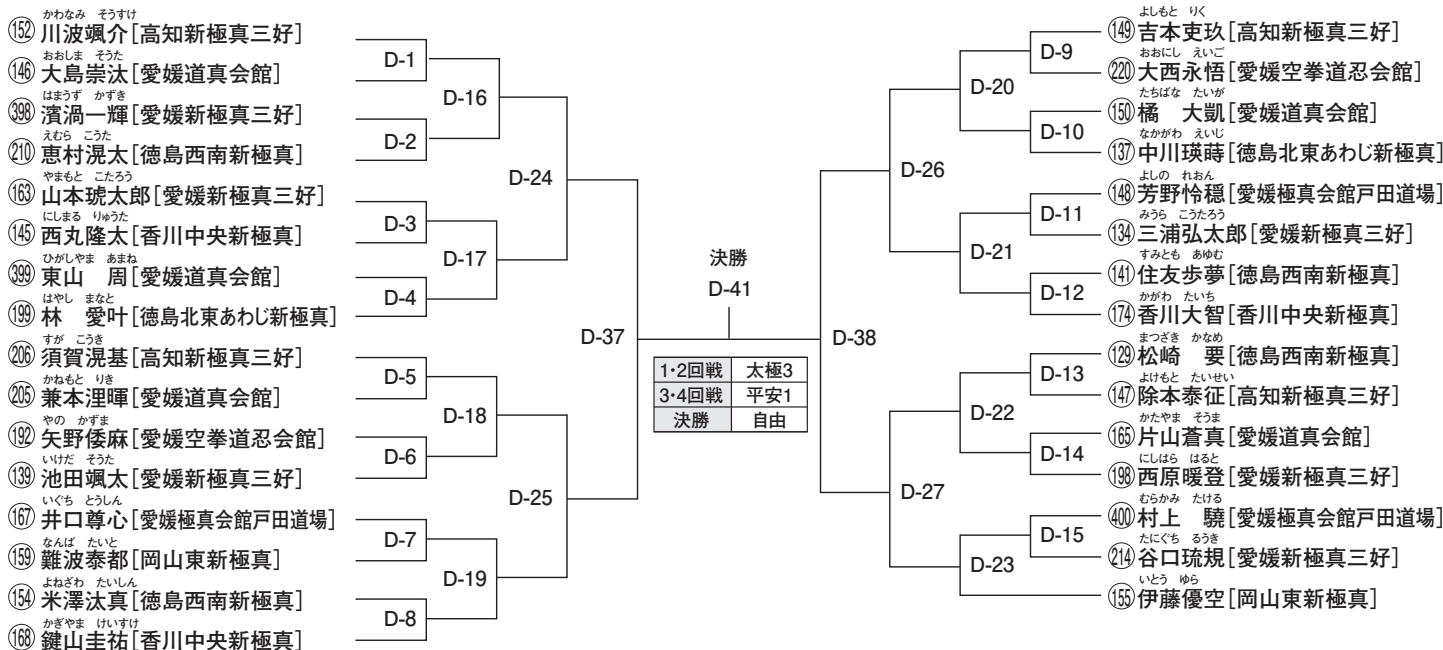 かわなみ そうすけ
152 川波颯介[高知新極真三好]
おおしま そうた
146 大島崇汰[愛媛道真会館]
はまうず かずき
398 濱渦一輝[愛媛新極真三好]
えむら こうた
210 恵村滉太[徳島西南新極真]
やまもと こたろう
163 山本琥太郎[愛媛新極真三好]
にしまる りゅうた
145 西丸隆太[香川中央新極真]
ひがしやま あまね
399 東山 周[愛媛道真会館]
はやし まなと
199 林 愛叶[徳島北東あわじ新極真]
すが こうき
206 須賀滉基[高知新極真三好]
かねもと りき
205 兼本浬暉[愛媛道真会館]
やの かずま
192 矢野倭麻[愛媛空拳道忍会館]
いけだ そうた
139 池田颯太[愛媛新極真三好]
いぐち とうしん
167 井口尊心[愛媛極真会館戸田道場]
なんば たいと
159 難波泰都[岡山東新極真]
よねざわ たいしん
154 米澤汰真[徳島西南新極真]
かぎやま けいすけ
168 鍵山圭祐[香川中央新極真]
D-1
D-2
D-3
D-4
D-5
D-6
D-7
D-8
D-16
D-17
D-18
D-19
D-24
D-25
D-37
決勝
D-41
1・2回戦 太極3
3・4回戦 平安1
決勝 自由
D-38
D-26
D-27
D-20
D-21
D-22
D-23
D-9
D-10
D-11
D-12
D-13
D-14
D-15
よしもと りく
149 吉本吏玖[高知新極真三好]
おおにし えいご
220 大西永悟[愛媛空拳道忍会館]
たちばな たいが
150 橘 大凱[愛媛道真会館]
なかがわ えいじ
137 中川瑛蒔[徳島北東あわじ新極真]
よしの れおん
148 芳野怜穏[愛媛極真会館戸田道場]
みうら こうたろう
134 三浦弘太郎[愛媛新極真三好]
すみとも あゆむ
141 住友歩夢[徳島西南新極真]
かがわ たいち
174 香川大智[香川中央新極真]
まつざき かなめ
129 松崎 要[徳島西南新極真]
よけもと たいせい
147 除本泰征[高知新極真三好]
かたやま そうま
165 片山蒼真[愛媛道真会館]
にしはら はると
198 西原暖登[愛媛新極真三好]
むらかみ たける
400 村上 驍[愛媛極真会館戸田道場]
たにぐち るうき
214 谷口琉規[愛媛新極真三好]
いとう ゆら
155 伊藤優空[岡山東新極真]